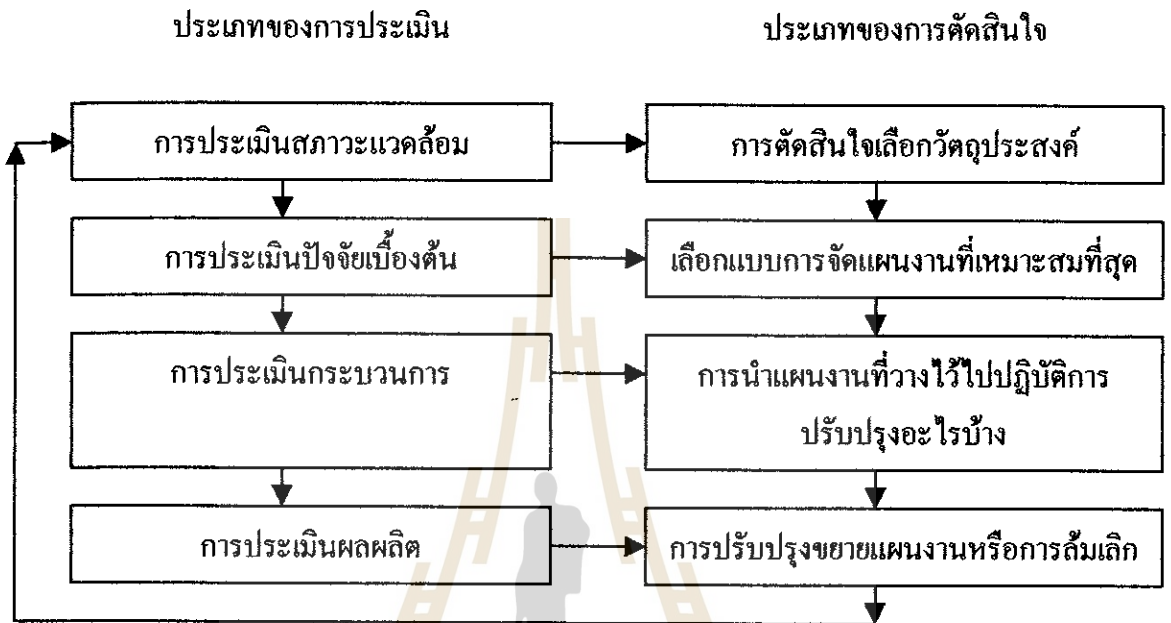 ประเภทของการประเมิน
ประเภทของการตัดสินใจ
การประเมินสภาวะแวดล้อม
การตัดสินใจเลือกวัตถุประสงค์
การประเมินปัจจัยเบื้องต้น
เลือกแบบการจัดแผนงานที่เหมาะสมที่สุด
การประเมินกระบวนการ
การนำแผนงานที่วางไว้ไปปฏิบัติการ
ปรับปรุงอะไรบ้าง
การประเมินผลผลิต
การปรับปรุงขยายแผนงานหรือการล้มเลิก